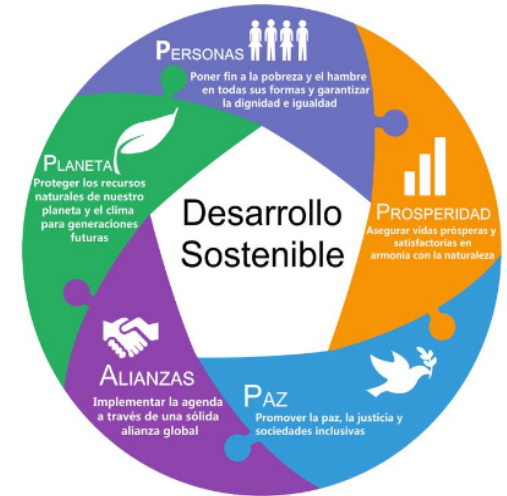 PERSONAS
Poner fin a la pobreza y el hambre
en todas sus formas y garantizar
la dignidad e igualdad
PROSPERIDAD
Asegurar vidas prósperas y
satisfactorias en
armonía con la naturaleza
PAZ
Promover la paz, la justicia y
sociedades inclusivas
ALIANZAS
Implementar la agenda
a través de una sólida
alianza global
PLANETA
Proteger los recursos
naturales de nuestro
planeta y el clima
para generaciones
futuras
Desarrollo
Sostenible